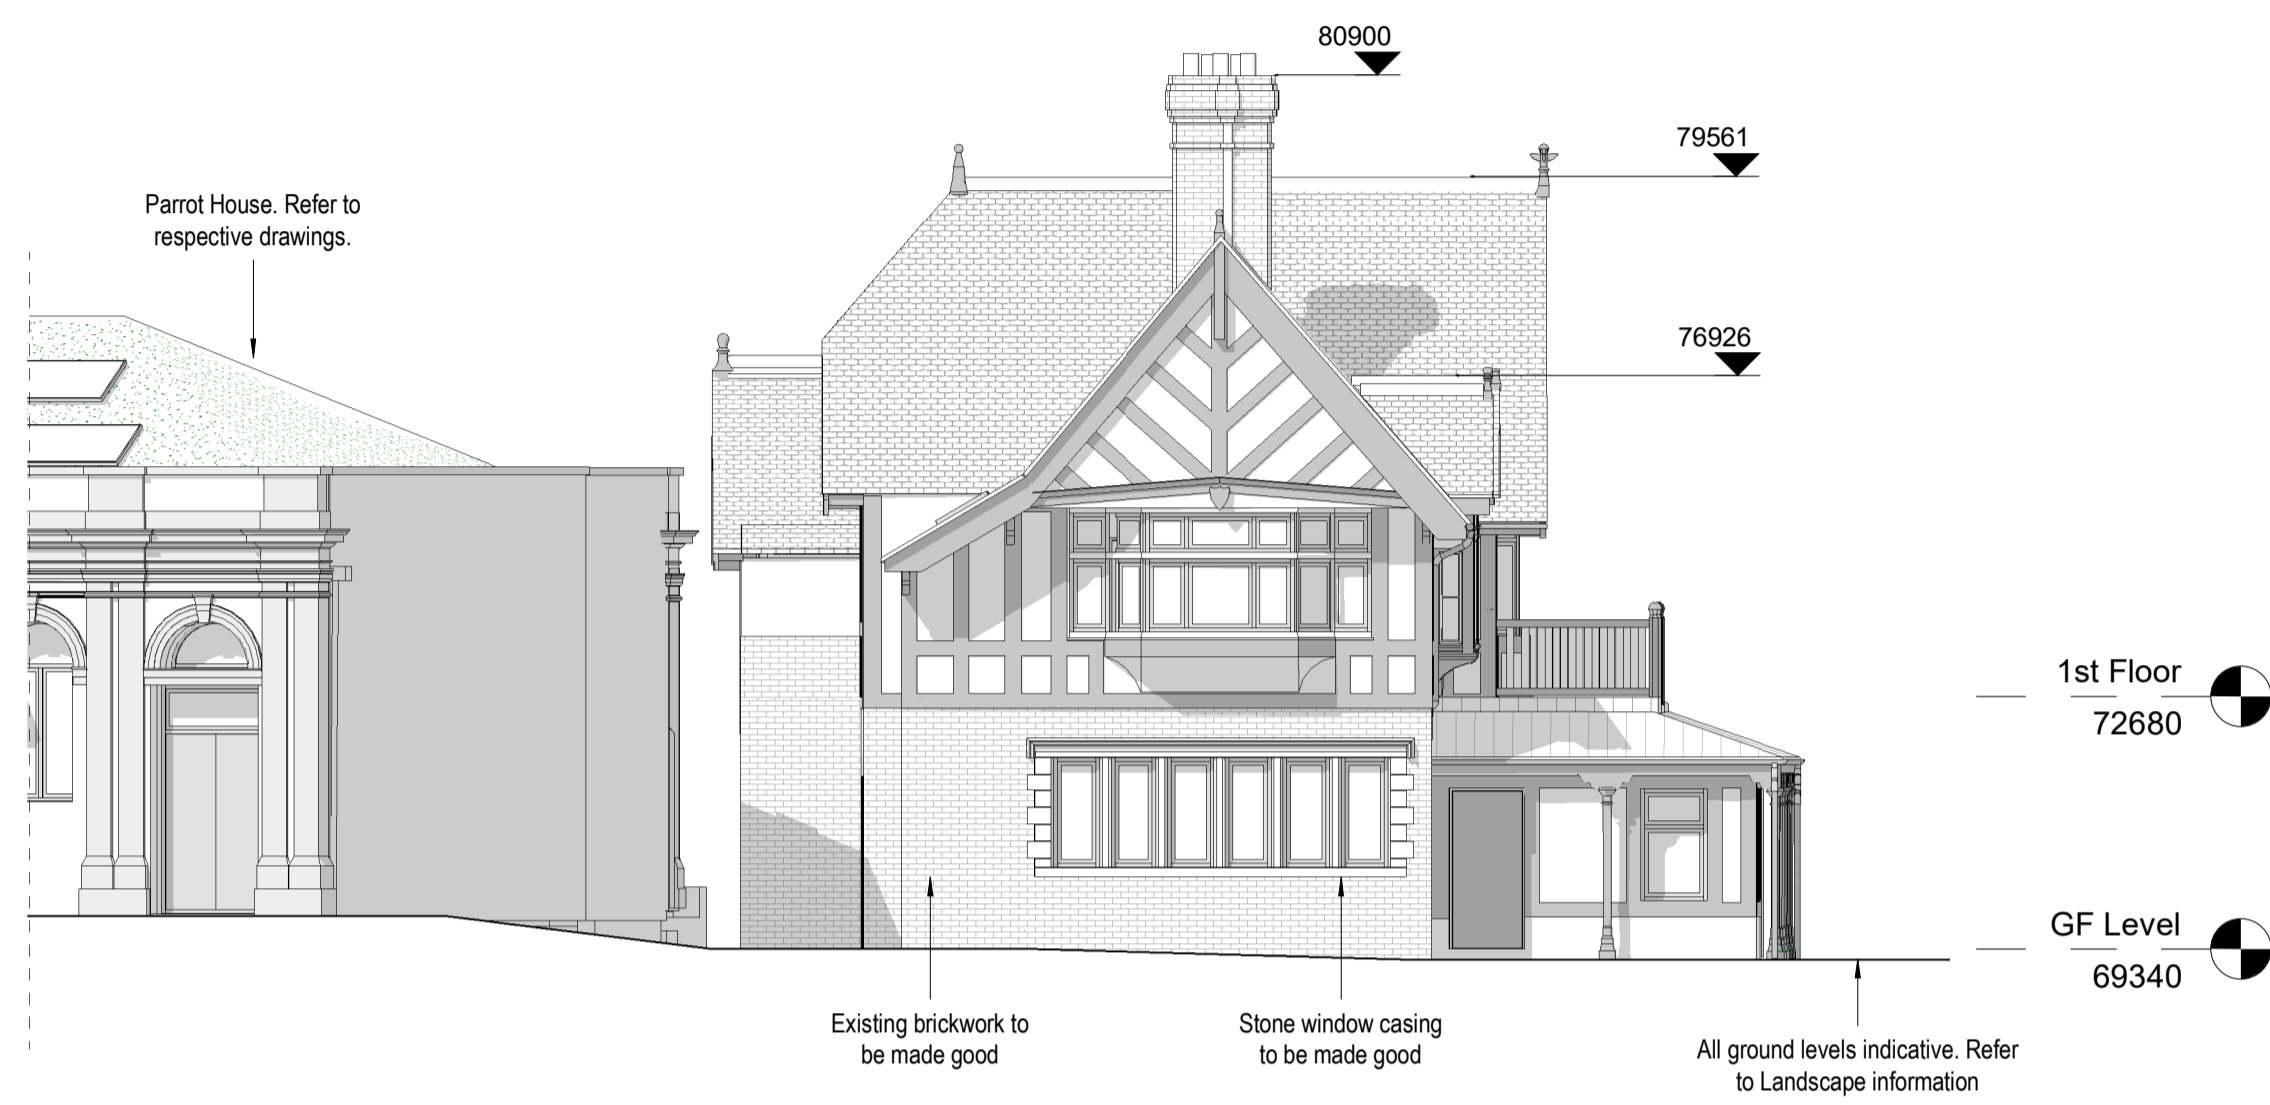 80900
79561
Parrot House. Refer to
respective drawings.
76926
1st Floor
72680
GF Level
69340
Existing brickwork to
be made good
Stone window casing
to be made good
All ground levels indicative. Refer
to Landscape information